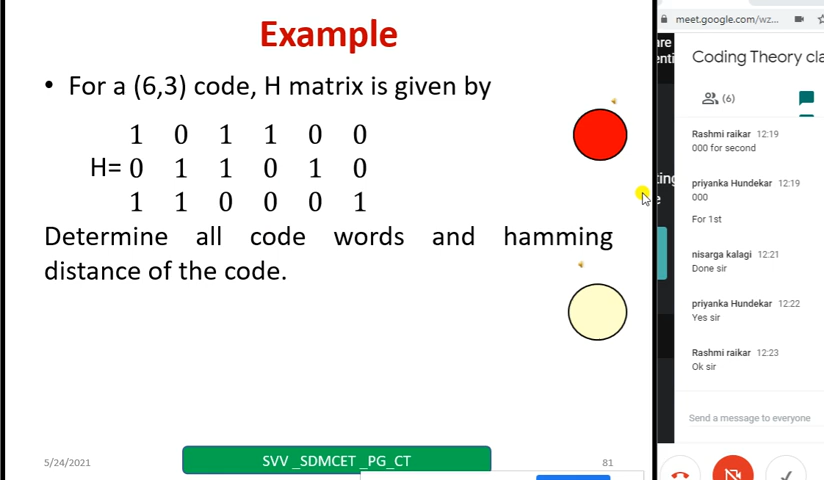 Example
• For a (6,3) code, H matrix is given by
1 0 1 1 0 0
H= 0 1 1 0 1 0
1 1 0 0 0 1
Determine all code words and hamming
distance of the code.
5/24/2021
SVV _SDMCET _PG_CT
81
meet.google.com/wz...
are
enti
Coding Theory cla
(6)
Rashmi raikar 12:19
000 for second
priyanka Hundekar 12:19
000
For 1st
nisarga kalagi 12:21
Done sir
priyanka Hundekar 12:22
Yes sir
Rashmi raikar 12:23
Ok sir
Send a message to everyone